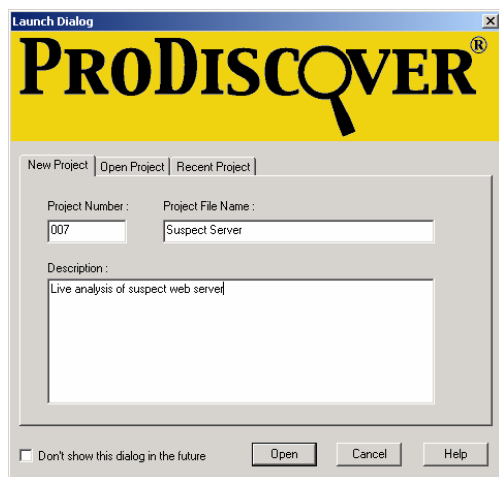 Launch Dialog
PRODISCOVER®
New Project Open Project Recent Project
Project Number : Project File Name :
007 Suspect Server
Description :
Live analysis of suspect web server
Don't show this dialog in the future Open Cancel Help